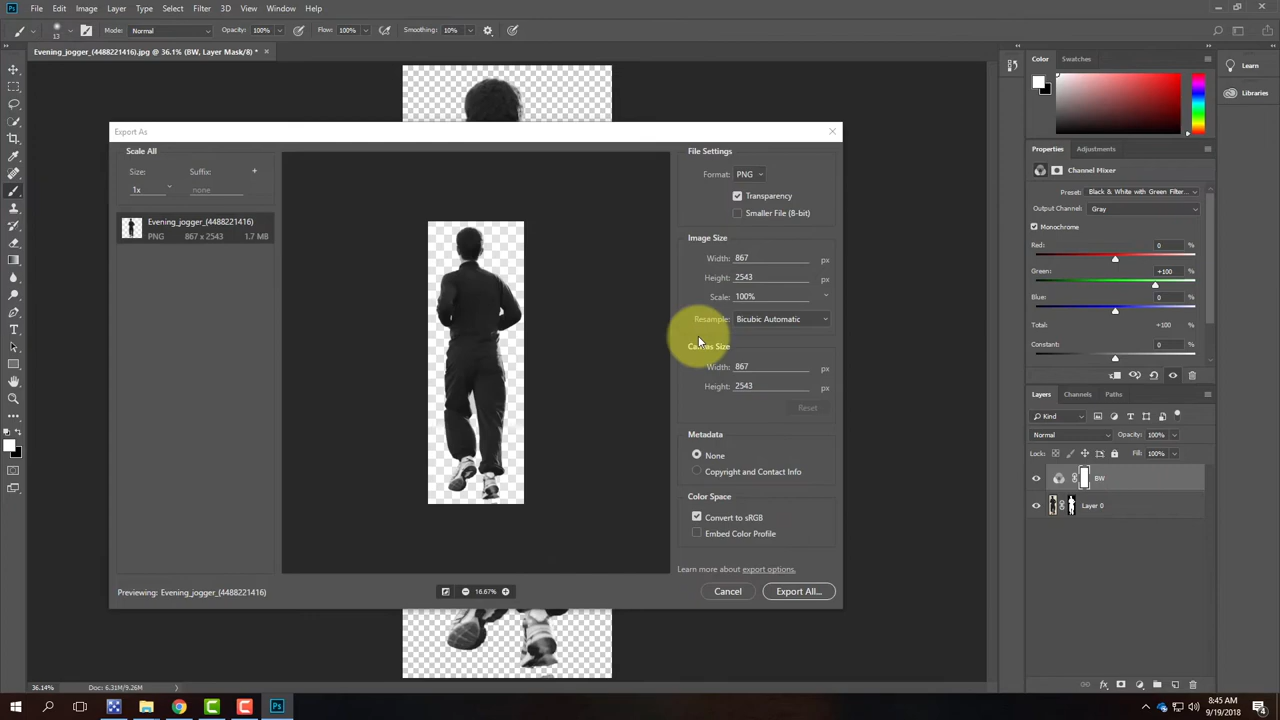 Ps File Edit Image Layer Type Select Filter 3D View Window Help
13 Mode: Normal Opacity: 100% Flow: 100% Smoothing: 10%
Evening_jogger_(4488221416).jpg @ 36.1% (BW, Layer Mask/8) *
Export As
Scale All
Size: Suffix: +
1x none
Evening_jogger_(4488221416)
PNG 867 x 2543 1.7 MB
Previewing: Evening_jogger_(4488221416)
16.67%
File Settings
Format: PNG
Transparency
Smaller File (8-bit)
Image Size
Width: 867 px
Height: 2543 px
Scale: 100%
Resample: Bicubic Automatic
Canvas Size
Width: 867 px
Height: 2543 px
Reset
Metadata
None
Copyright and Contact Info
Color Space
Convert to sRGB
Embed Color Profile
Learn more about export options.
Cancel Export All...
Color Swatches
Learn
Libraries
Properties Adjustments
Channel Mixer
Preset: Black & White with Green Filter...
Output Channel: Gray
Monochrome
Red: 0 %
Green: +100 %
Blue: 0 %
Total: +100 %
Constant: 0 %
Layers Channels Paths
Kind
Normal Opacity: 100%
Lock: Fill: 100%
BW
Layer 0
36.14% Doc: 6.31M/9.26M
Ps
8:45 AM
9/19/2018